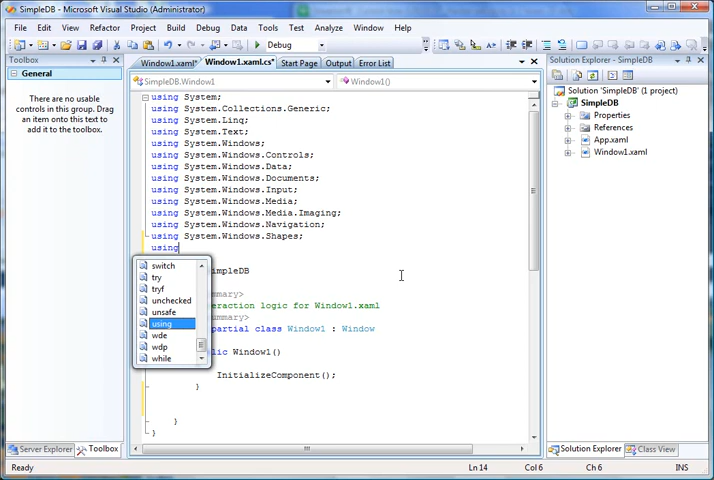 SimpleDB - Microsoft Visual Studio (Administrator)
File Edit View Refactor Project Build Debug Data Tools Test Analyze Window Help
Debug
Toolbox
General
There are no usable
controls in this group. Drag
an item onto this text to
add it to the toolbox.
Server Explorer Toolbox
Window1.xaml* Window1.xaml.cs* Start Page Output Error List
SimpleDB.Window1 Window1()
using System;
using System.Collections.Generic;
using System.Linq;
using System.Text;
using System.Windows;
using System.Windows.Controls;
using System.Windows.Data;
using System.Windows.Documents;
using System.Windows.Input;
using System.Windows.Media;
using System.Windows.Media.Imaging;
using System.Windows.Navigation;
using System.Windows.Shapes;
using
switch
try
tryf
unchecked
unsafe
using
wde
wdp
while
impleDB
mmary>
eraction logic for Window1.xaml
ummary>
partial class Window1 : Window
lic Window1()
InitializeComponent();
}
}
}
Solution Explorer - SimpleDB
Solution 'SimpleDB' (1 project)
SimpleDB
Properties
References
App.xaml
Window1.xaml
Solution Explorer Class View
Ready Ln 14 Col 6 Ch 6 INS